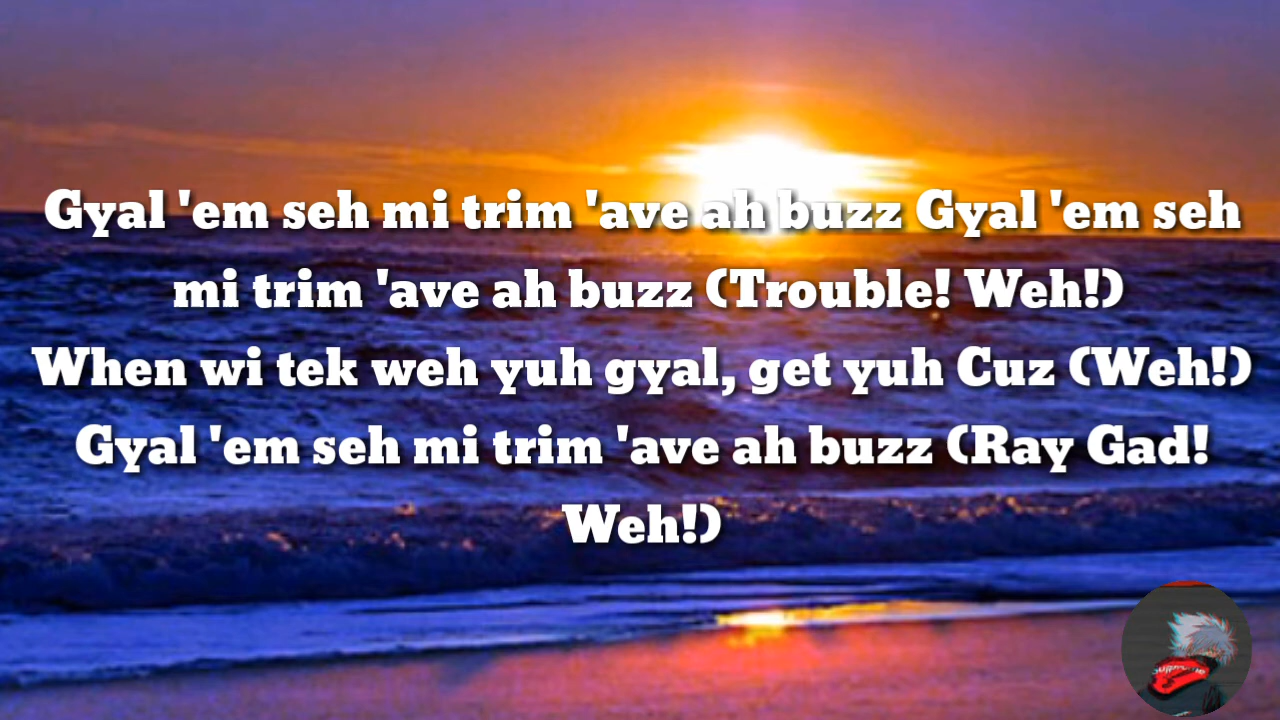 Gyal 'em seh mi trim 'ave ah buzz Gyal 'em seh
mi trim 'ave ah buzz (Trouble! Weh!)
When wi tek weh yuh gyal, get yuh Cuz (Weh!)
Gyal 'em seh mi trim 'ave ah buzz (Ray Gad!
Weh!)